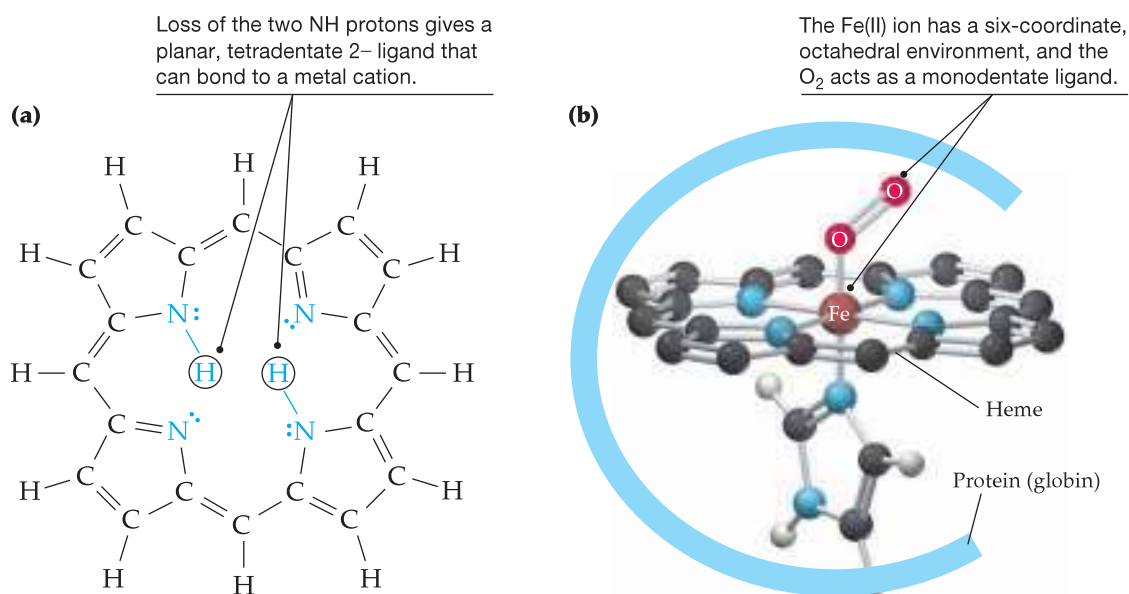 Loss of the two NH protons gives a
planar, tetradentate 2– ligand that
can bond to a metal cation.
The Fe(II) ion has a six-coordinate,
octahedral environment, and the
O₂ acts as a monodentate ligand.
(a)
(b)
H
H
H
C
C
C
H
C
C
C
C
H
C
N:
:N
C
C
H
C
H
H
C
H
C
N:
:N
C
H
C
C
C
C
H
C
C
C
H
H
H
O
O
Fe
Heme
Protein (globin)